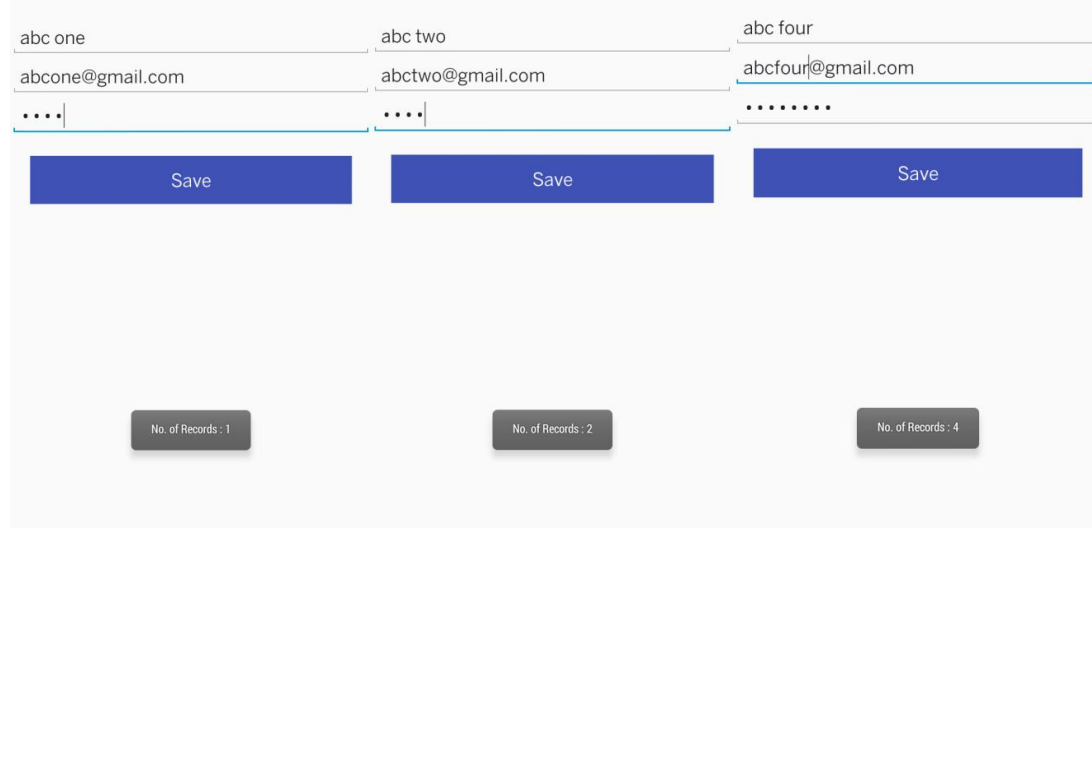 abc one
abcone@gmail.com
••••
Save
No. of Records : 1
abc two
abctwo@gmail.com
••••
Save
No. of Records : 2
abc four
abcfour@gmail.com
••••••••
Save
No. of Records : 4